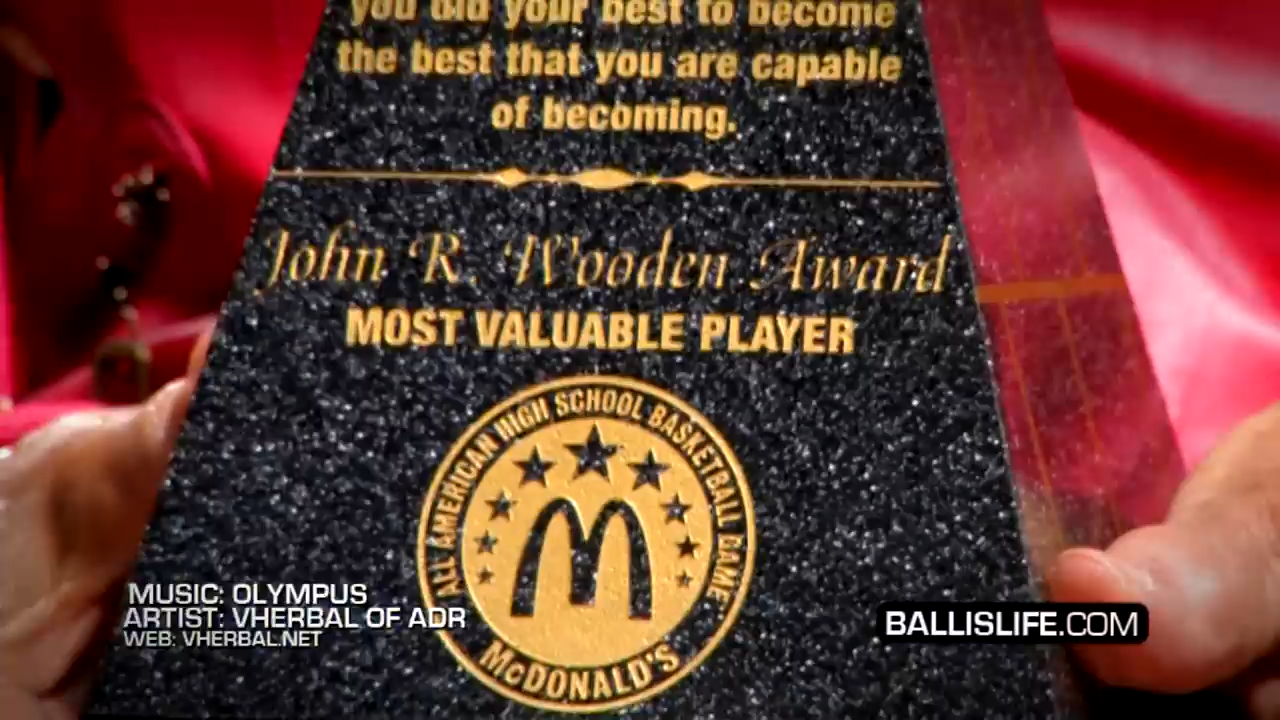 you did your best to become
the best that you are capable
of becoming.
John R. Wooden Award
MOST VALUABLE PLAYER
ALL AMERICAN HIGH SCHOOL BASKETBALL GAME
McDONALD'S
MUSIC: OLYMPUS
ARTIST: VHERBAL OF ADR
WEB: VHERBAL.NET
BALLISLIFE.COM